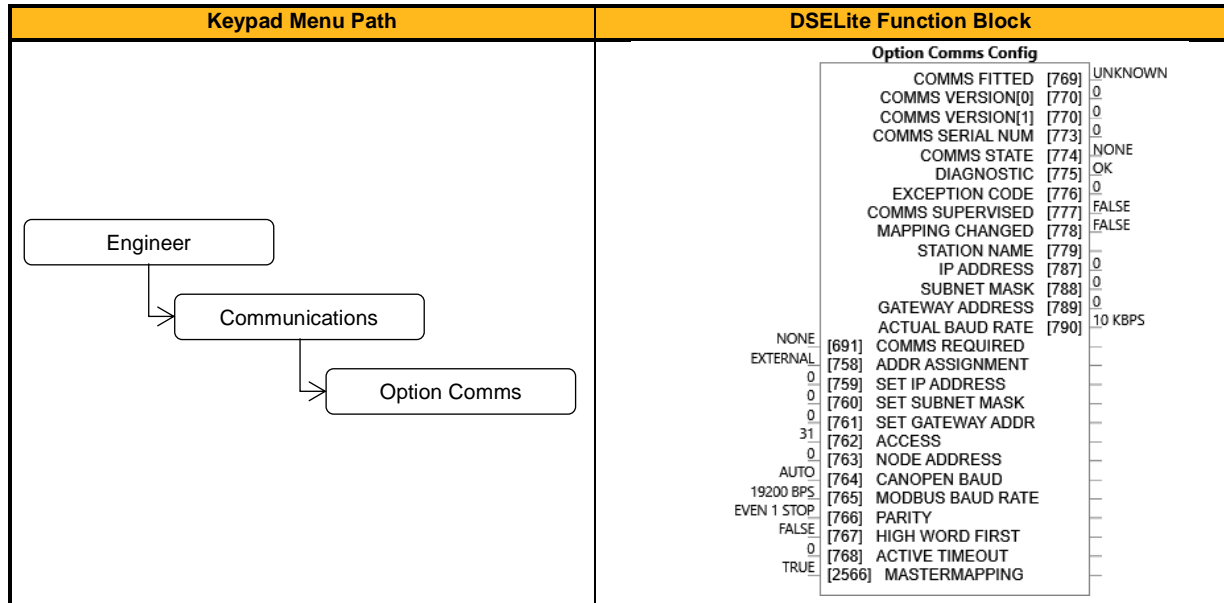 Keypad Menu Path
DSELite Function Block
Engineer
Communications
Option Comms
Option Comms Config
COMMS FITTED [769] UNKNOWN
COMMS VERSION[0] [770] 0
COMMS VERSION[1] [770] 0
COMMS SERIAL NUM [773] 0
COMMS STATE [774] NONE
DIAGNOSTIC [775] OK
EXCEPTION CODE [776] 0
COMMS SUPERVISED [777] FALSE
MAPPING CHANGED [778] FALSE
STATION NAME [779]
IP ADDRESS [787] 0
SUBNET MASK [788] 0
GATEWAY ADDRESS [789] 0
ACTUAL BAUD RATE [790] 10 KBPS
NONE [691] COMMS REQUIRED
EXTERNAL [758] ADDR ASSIGNMENT
0 [759] SET IP ADDRESS
0 [760] SET SUBNET MASK
0 [761] SET GATEWAY ADDR
31 [762] ACCESS
0 [763] NODE ADDRESS
AUTO [764] CANOPEN BAUD
19200 BPS [765] MODBUS BAUD RATE
EVEN 1 STOP [766] PARITY
FALSE [767] HIGH WORD FIRST
0 [768] ACTIVE TIMEOUT
TRUE [2566] MASTERMAPPING